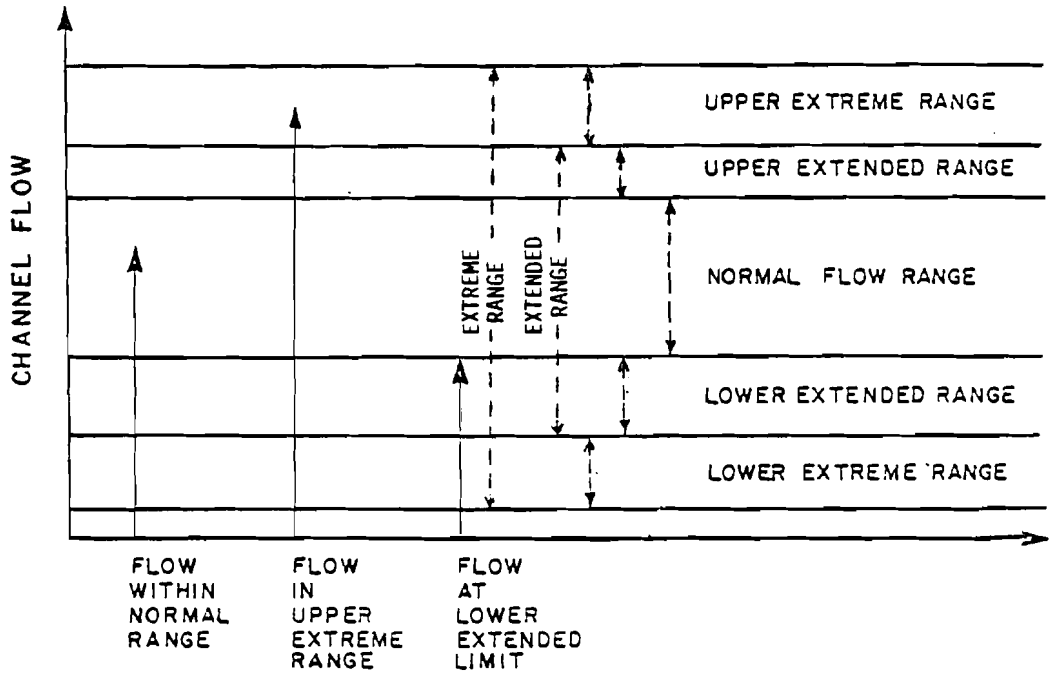 CHANNEL FLOW
UPPER EXTREME RANGE
UPPER EXTENDED RANGE
EXTREME
RANGE
EXTENDED
RANGE
NORMAL FLOW RANGE
LOWER EXTENDED RANGE
LOWER EXTREME RANGE
FLOW
WITHIN
NORMAL
RANGE
FLOW
IN
UPPER
EXTREME
RANGE
FLOW
AT
LOWER
EXTENDED
LIMIT